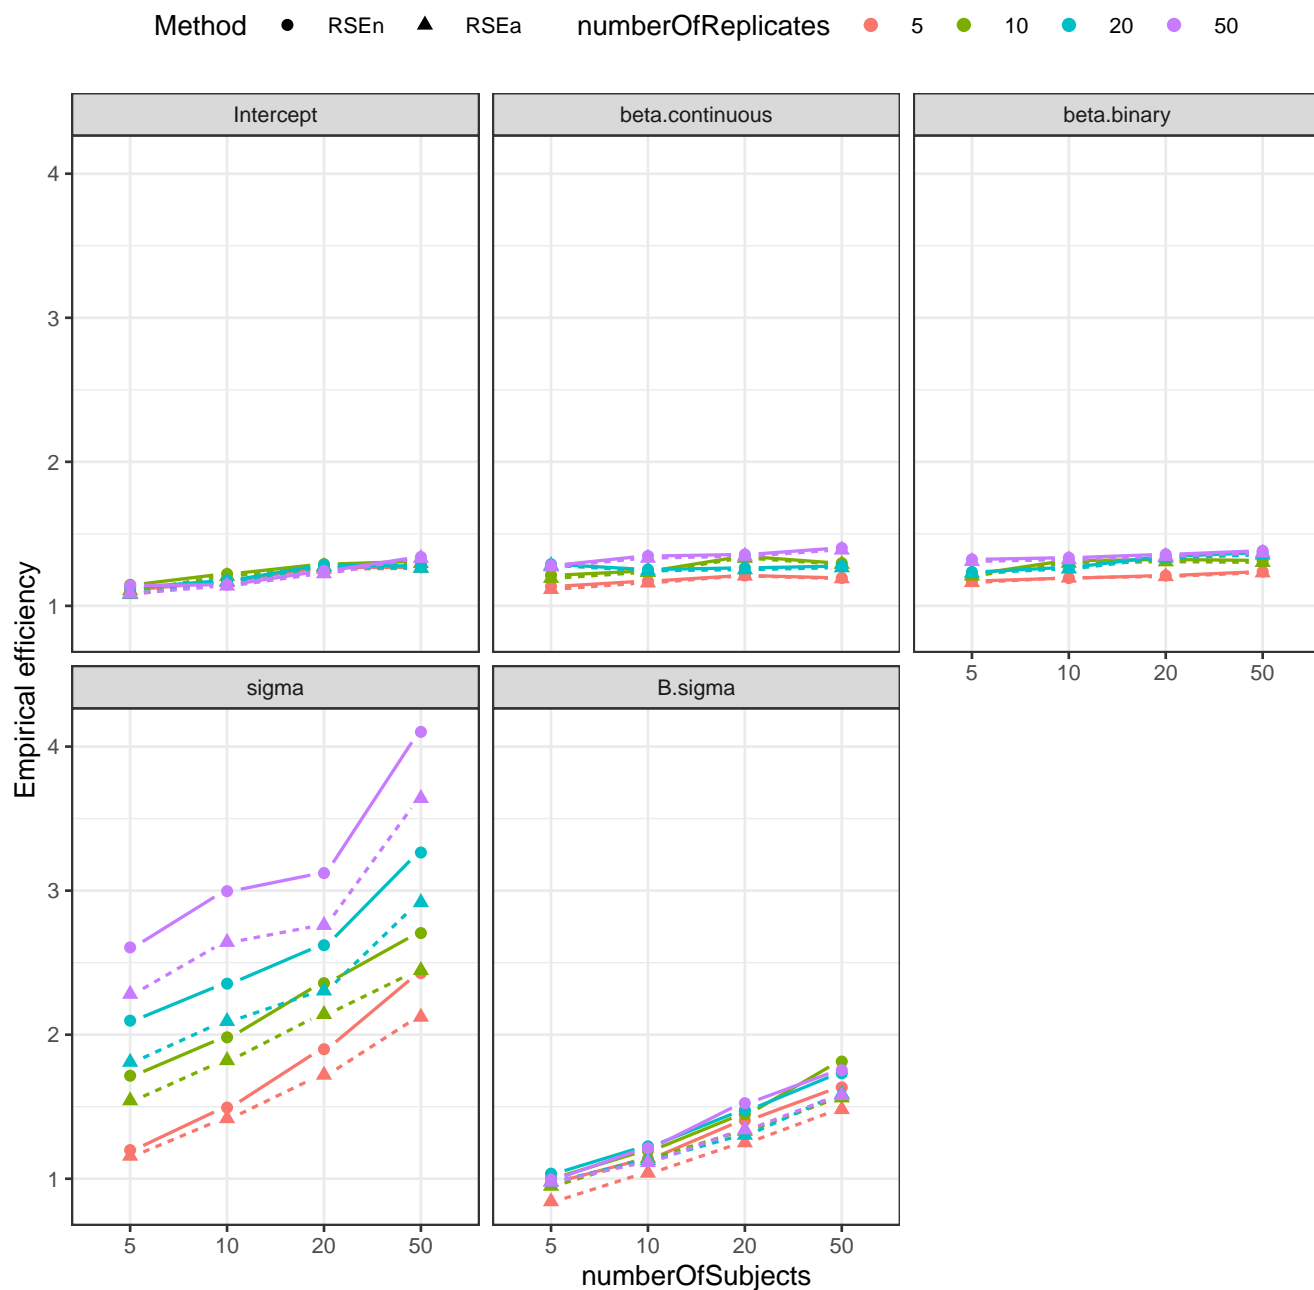 Method RSEn RSEa numberOfReplicates 5 10 20 50
Intercept beta.continuous beta.binary
4
3
2
1
5 10 20 50
sigma B.sigma
4
3
2
1
5 10 20 50 5 10 20 50
numberOfSubjects
Empirical efficiency